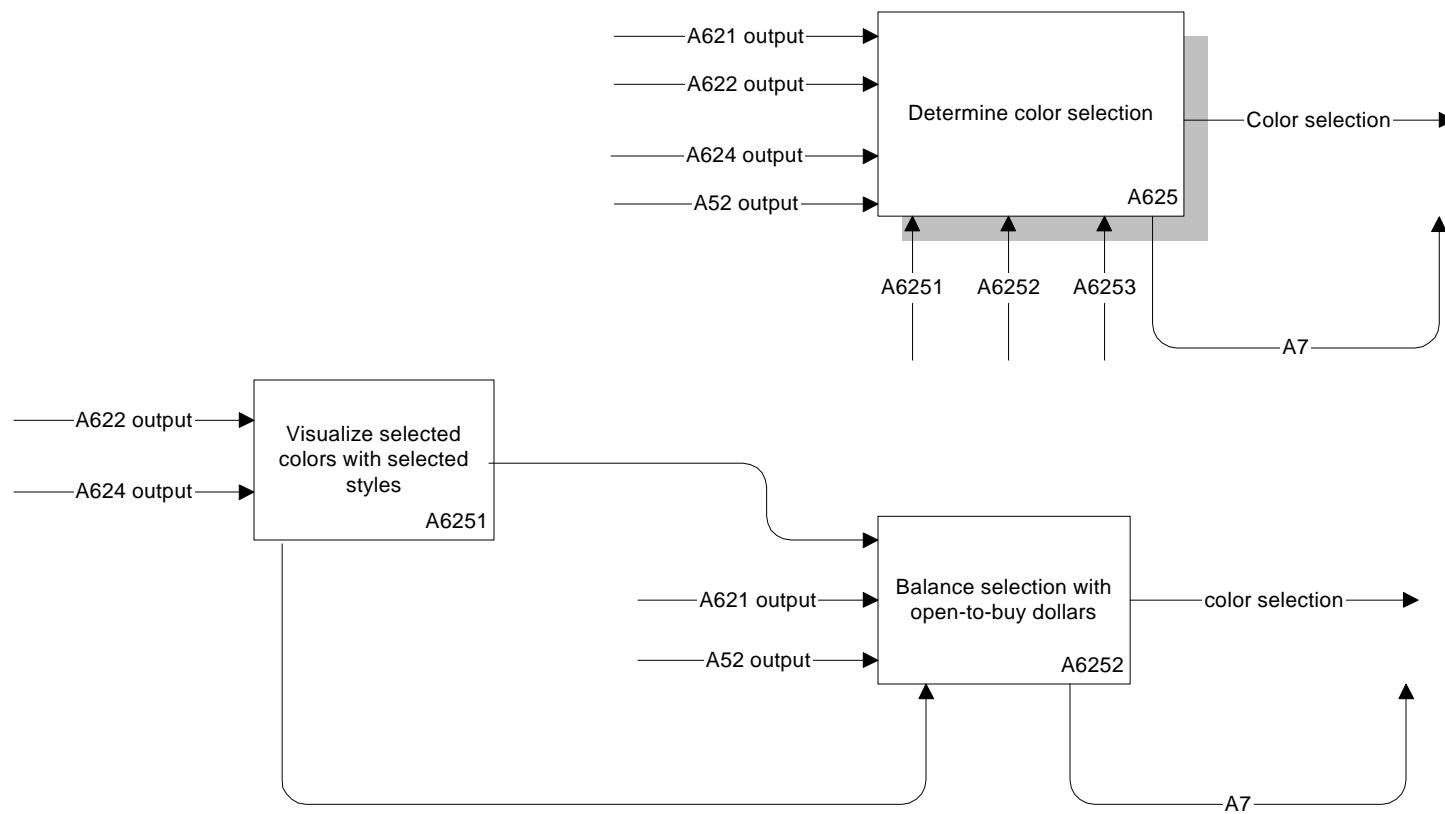 A621 output
A622 output
Determine color selection
Color selection
A624 output
A52 output
A625
A6251
A6252
A6253
A7
A622 output
Visualize selected
colors with selected
styles
A624 output
A6251
Balance selection with
open-to-buy dollars
A621 output
color selection
A52 output
A6252
A7